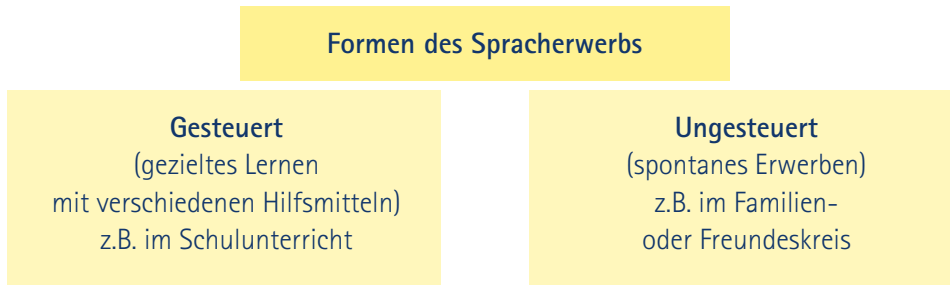 Formen des Spracherwerbs
Gesteuert
(gezieltes Lernen
mit verschiedenen Hilfsmitteln)
z.B. im Schulunterricht
Ungesteuert
(spontanes Erwerben)
z.B. im Familien-
oder Freundeskreis